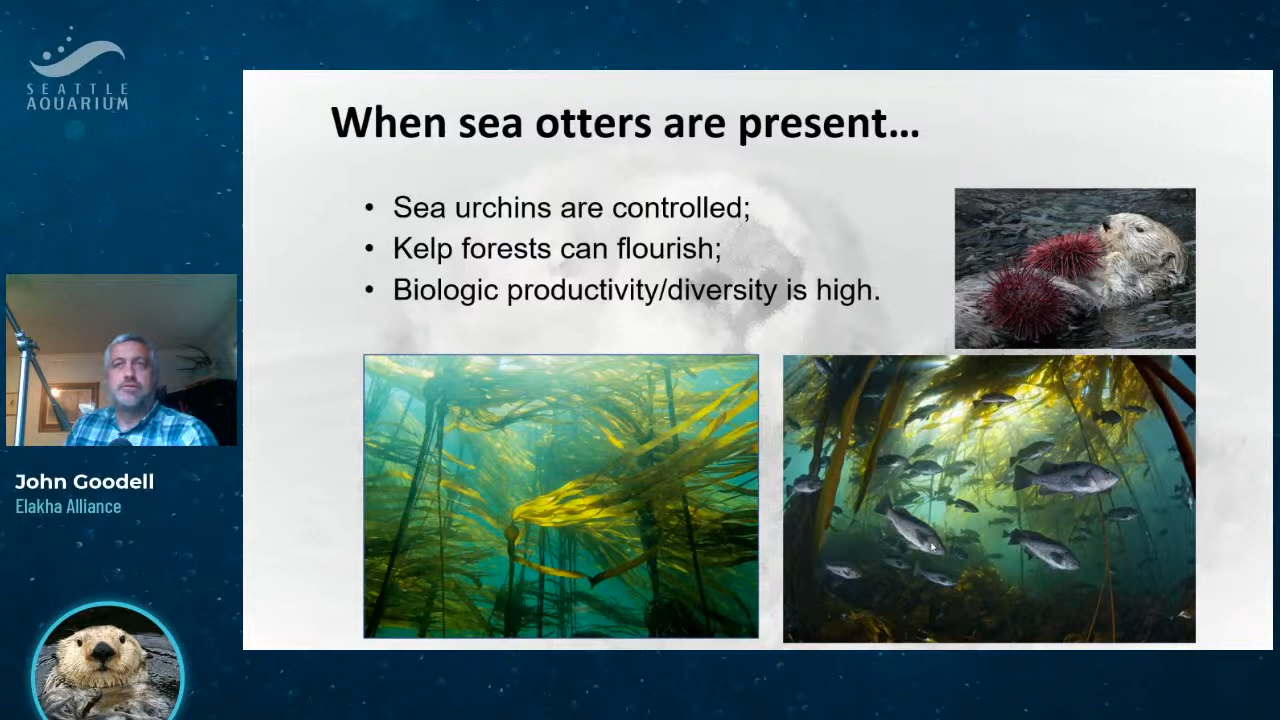 SEATTLE
AQUARIUM
When sea otters are present...
• Sea urchins are controlled;
• Kelp forests can flourish;
• Biologic productivity/diversity is high.
John Goodell
Elakha Alliance